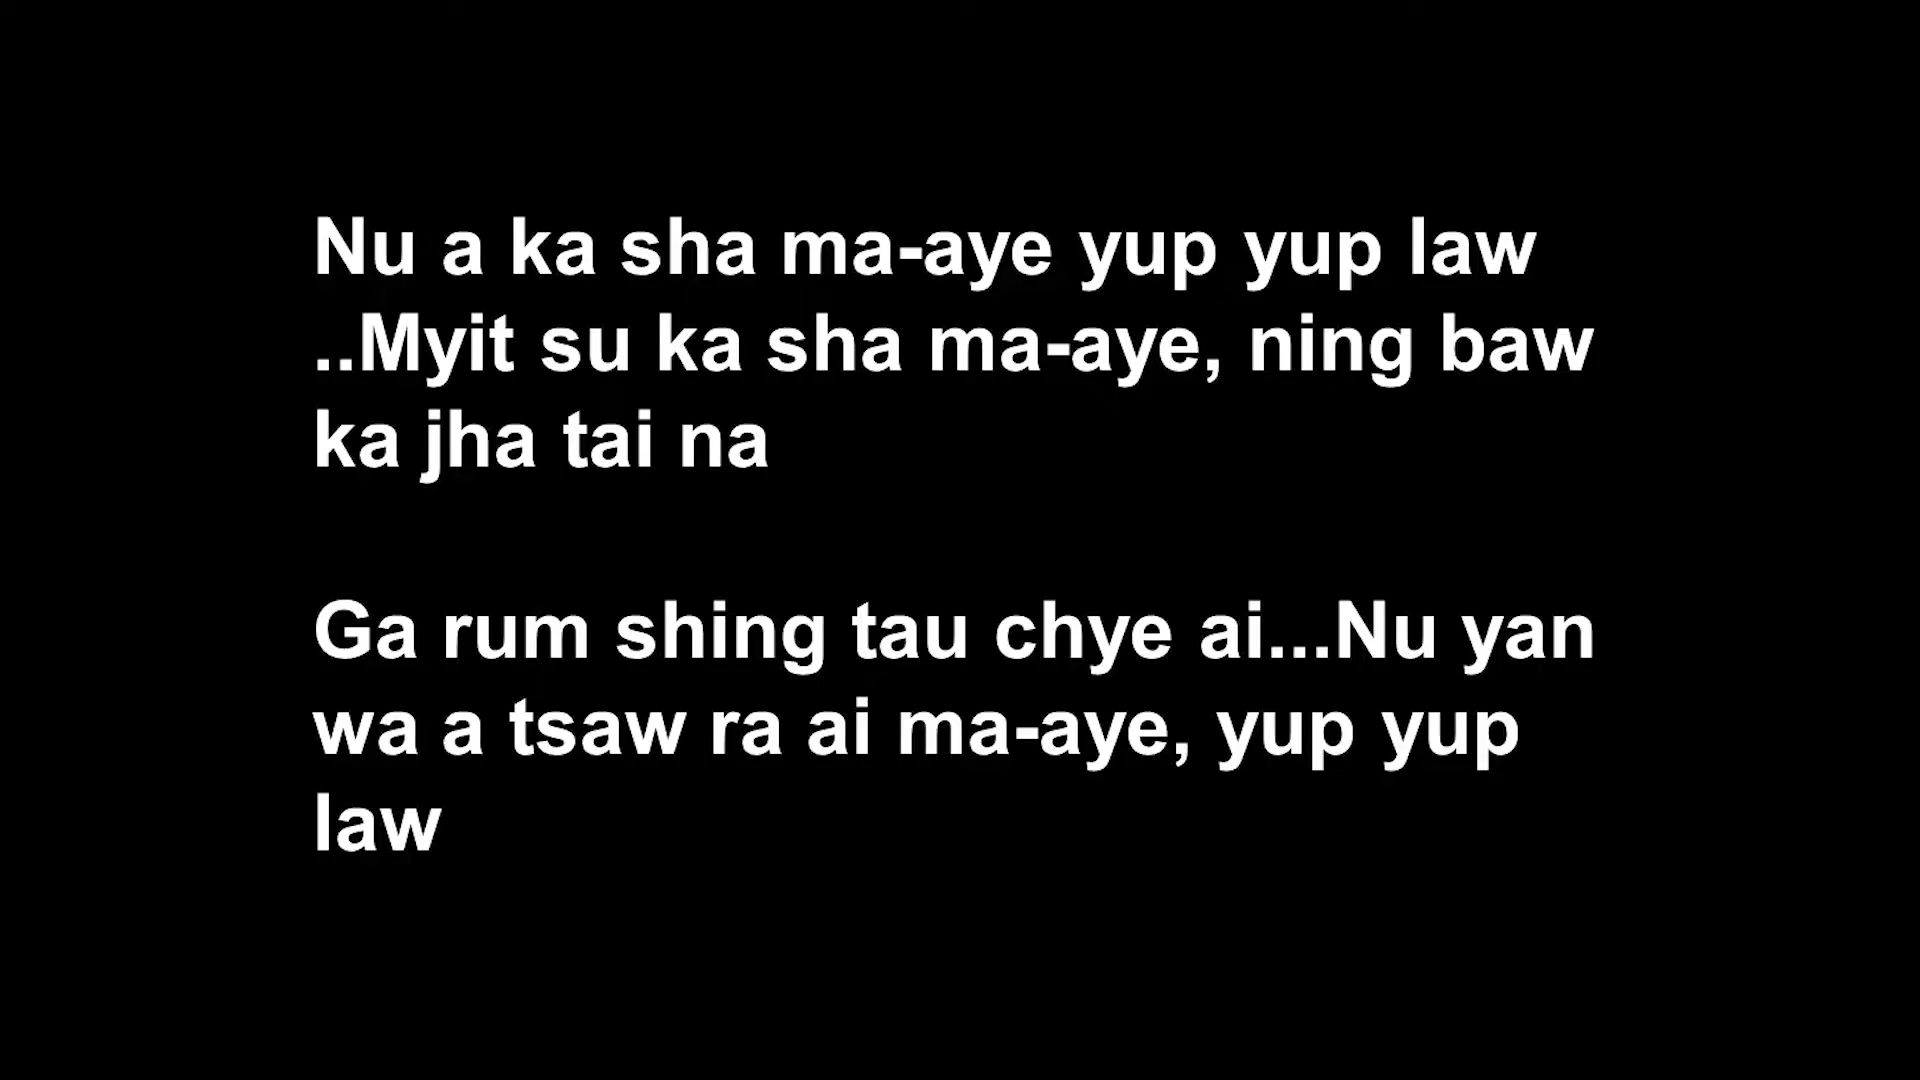 Nu a ka sha ma-aye yup yup law
..Myit su ka sha ma-aye, ning baw
ka jha tai na
Ga rum shing tau chye ai...Nu yan
wa a tsaw ra ai ma-aye, yup yup
law